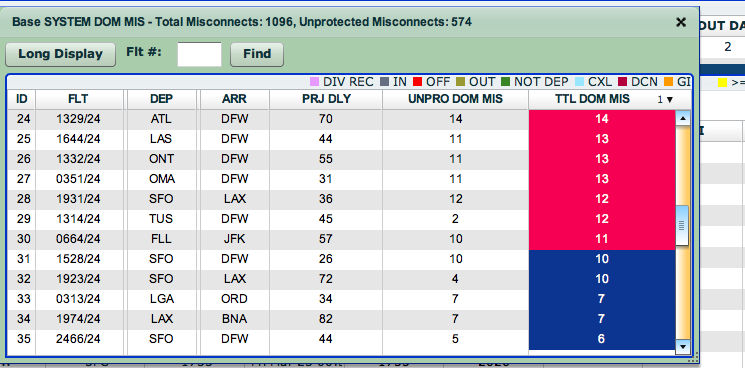 Base SYSTEM DOM MIS - Total Misconnects: 1096, Unprotected Misconnects: 574
OUT DA
Long Display Flt #: Find
2
DIV REC IN OFF OUT NOT DEP CXL DCN GI
>=
ID FLT DEP ARR PRJ DLY UNPRO DOM MIS TTL DOM MIS 1▼
24 1329/24 ATL DFW 70 14 14
25 1644/24 LAS DFW 44 11 13
26 1332/24 ONT DFW 55 11 13
27 0351/24 OMA DFW 31 11 13
28 1931/24 SFO LAX 36 12 12
29 1314/24 TUS DFW 45 2 12
30 0664/24 FLL JFK 57 10 11
31 1528/24 SFO DFW 26 10 10
32 1923/24 SFO LAX 72 4 10
33 0313/24 LGA ORD 34 7 7
34 1974/24 LAX BNA 82 7 7
35 2466/24 SFO DFW 44 5 6